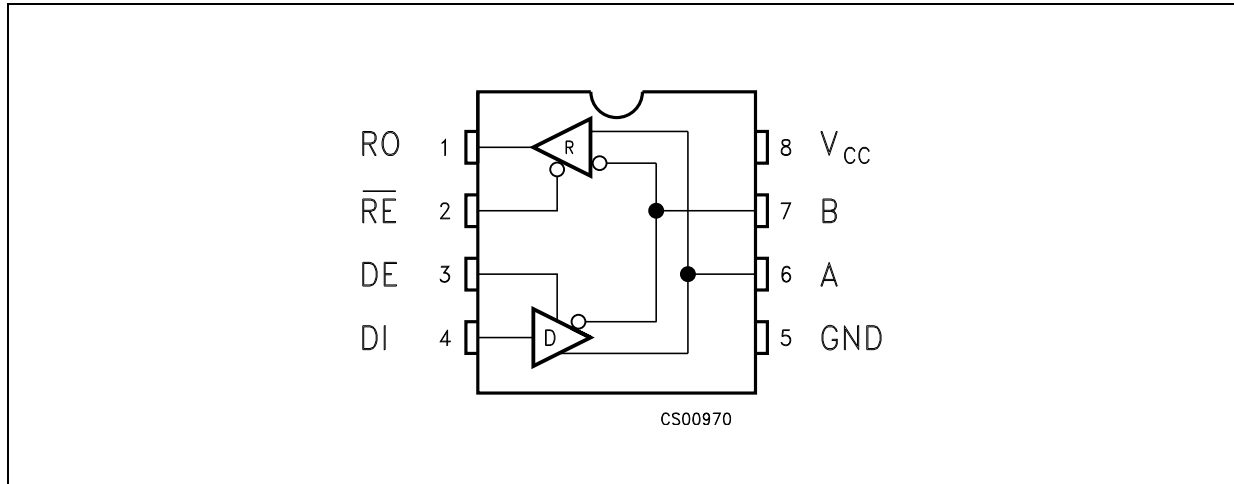 RO 1 R 8 VCC
RE 2 7 B
DE 3 6 A
DI 4 D 5 GND
CS00970